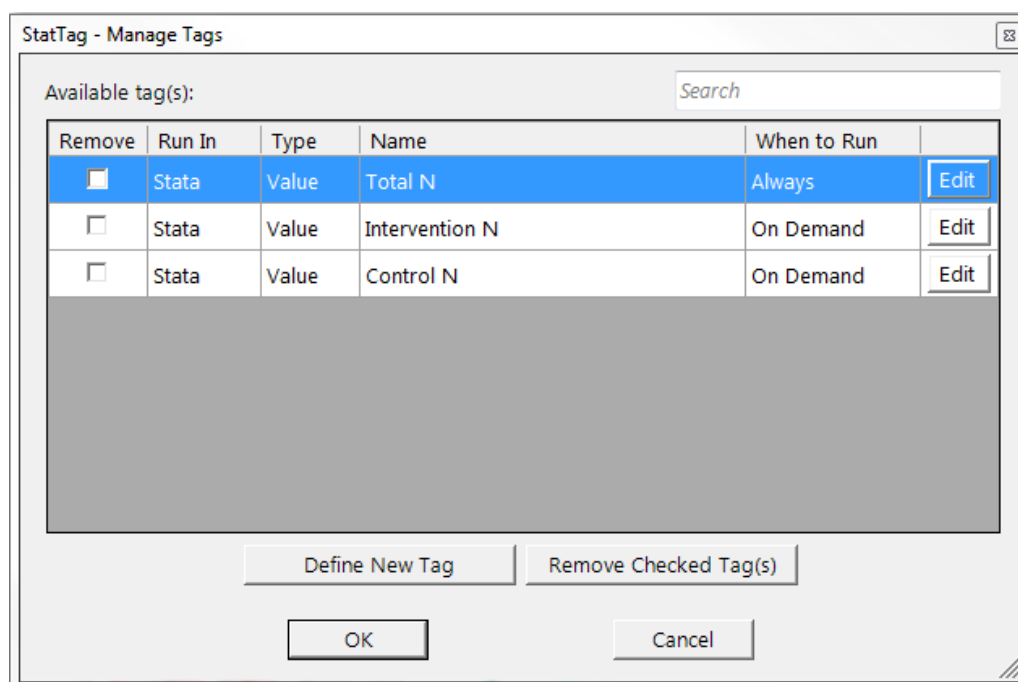 StatTag - Manage Tags
Available tag(s):
Search
Remove Run In Type Name When to Run
Stata Value Total N Always Edit
Stata Value Intervention N On Demand Edit
Stata Value Control N On Demand Edit
Define New Tag Remove Checked Tag(s)
OK Cancel